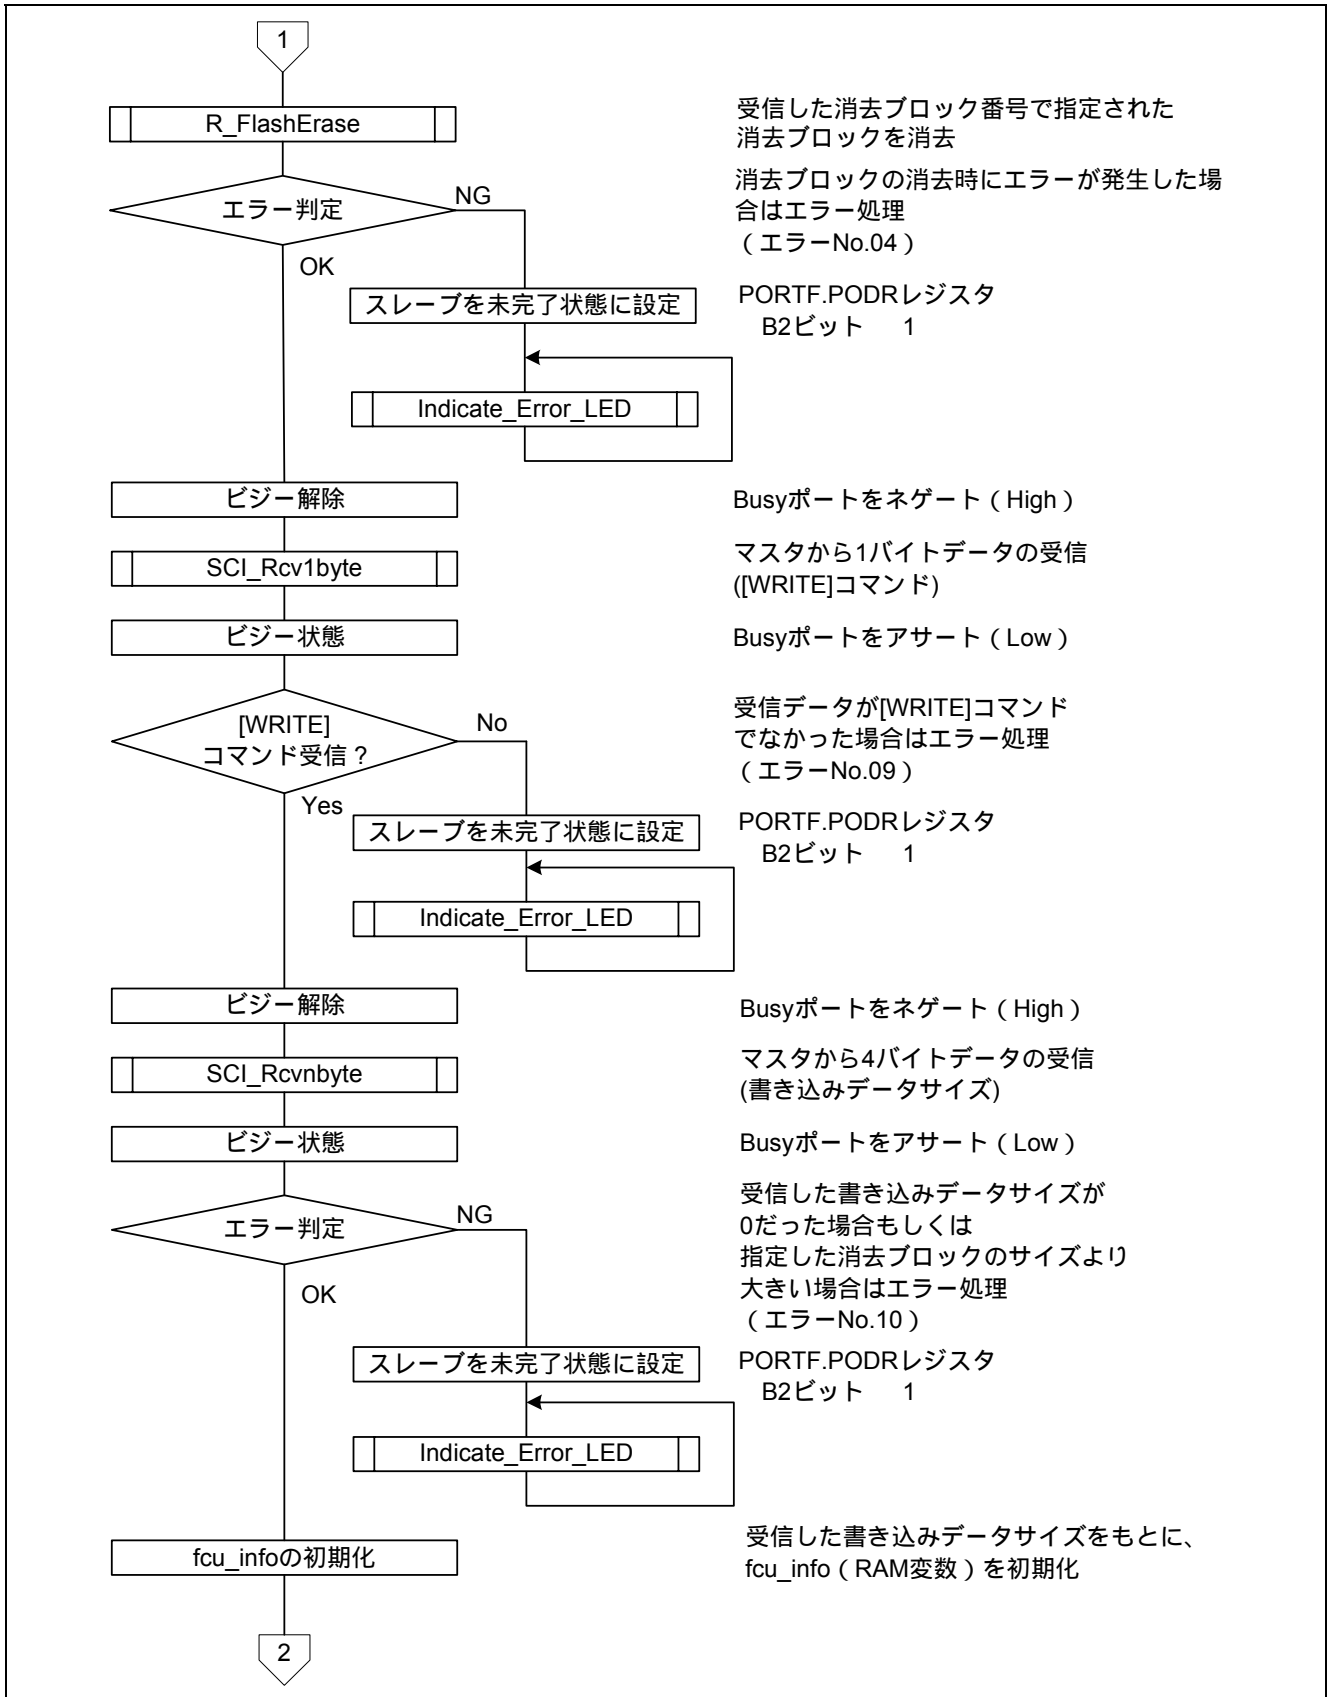 1
R_FlashErase
受信した消去ブロック番号で指定された
消去ブロックを消去
エラー判定
NG
消去ブロックの消去時にエラーが発生した場
合はエラー処理
（エラーNo.04）
OK
スレーブを未完了状態に設定
PORTF.PODRレジスタ
B2ビット 1
Indicate_Error_LED
ビジー解除
Busyポートをネゲート（High）
SCI_Rcv1byte
マスタから1バイトデータの受信
([WRITE]コマンド)
ビジー状態
Busyポートをアサート（Low）
[WRITE]
コマンド受信？
No
受信データが[WRITE]コマンド
でなかった場合はエラー処理
（エラーNo.09）
Yes
スレーブを未完了状態に設定
PORTF.PODRレジスタ
B2ビット 1
Indicate_Error_LED
ビジー解除
Busyポートをネゲート（High）
SCI_Rcvnbyte
マスタから4バイトデータの受信
(書き込みデータサイズ)
ビジー状態
Busyポートをアサート（Low）
エラー判定
NG
受信した書き込みデータサイズが
0だった場合もしくは
指定した消去ブロックのサイズより
大きい場合はエラー処理
（エラーNo.10）
OK
スレーブを未完了状態に設定
PORTF.PODRレジスタ
B2ビット 1
Indicate_Error_LED
fcu_infoの初期化
受信した書き込みデータサイズをもとに、
fcu_info（RAM変数）を初期化
2